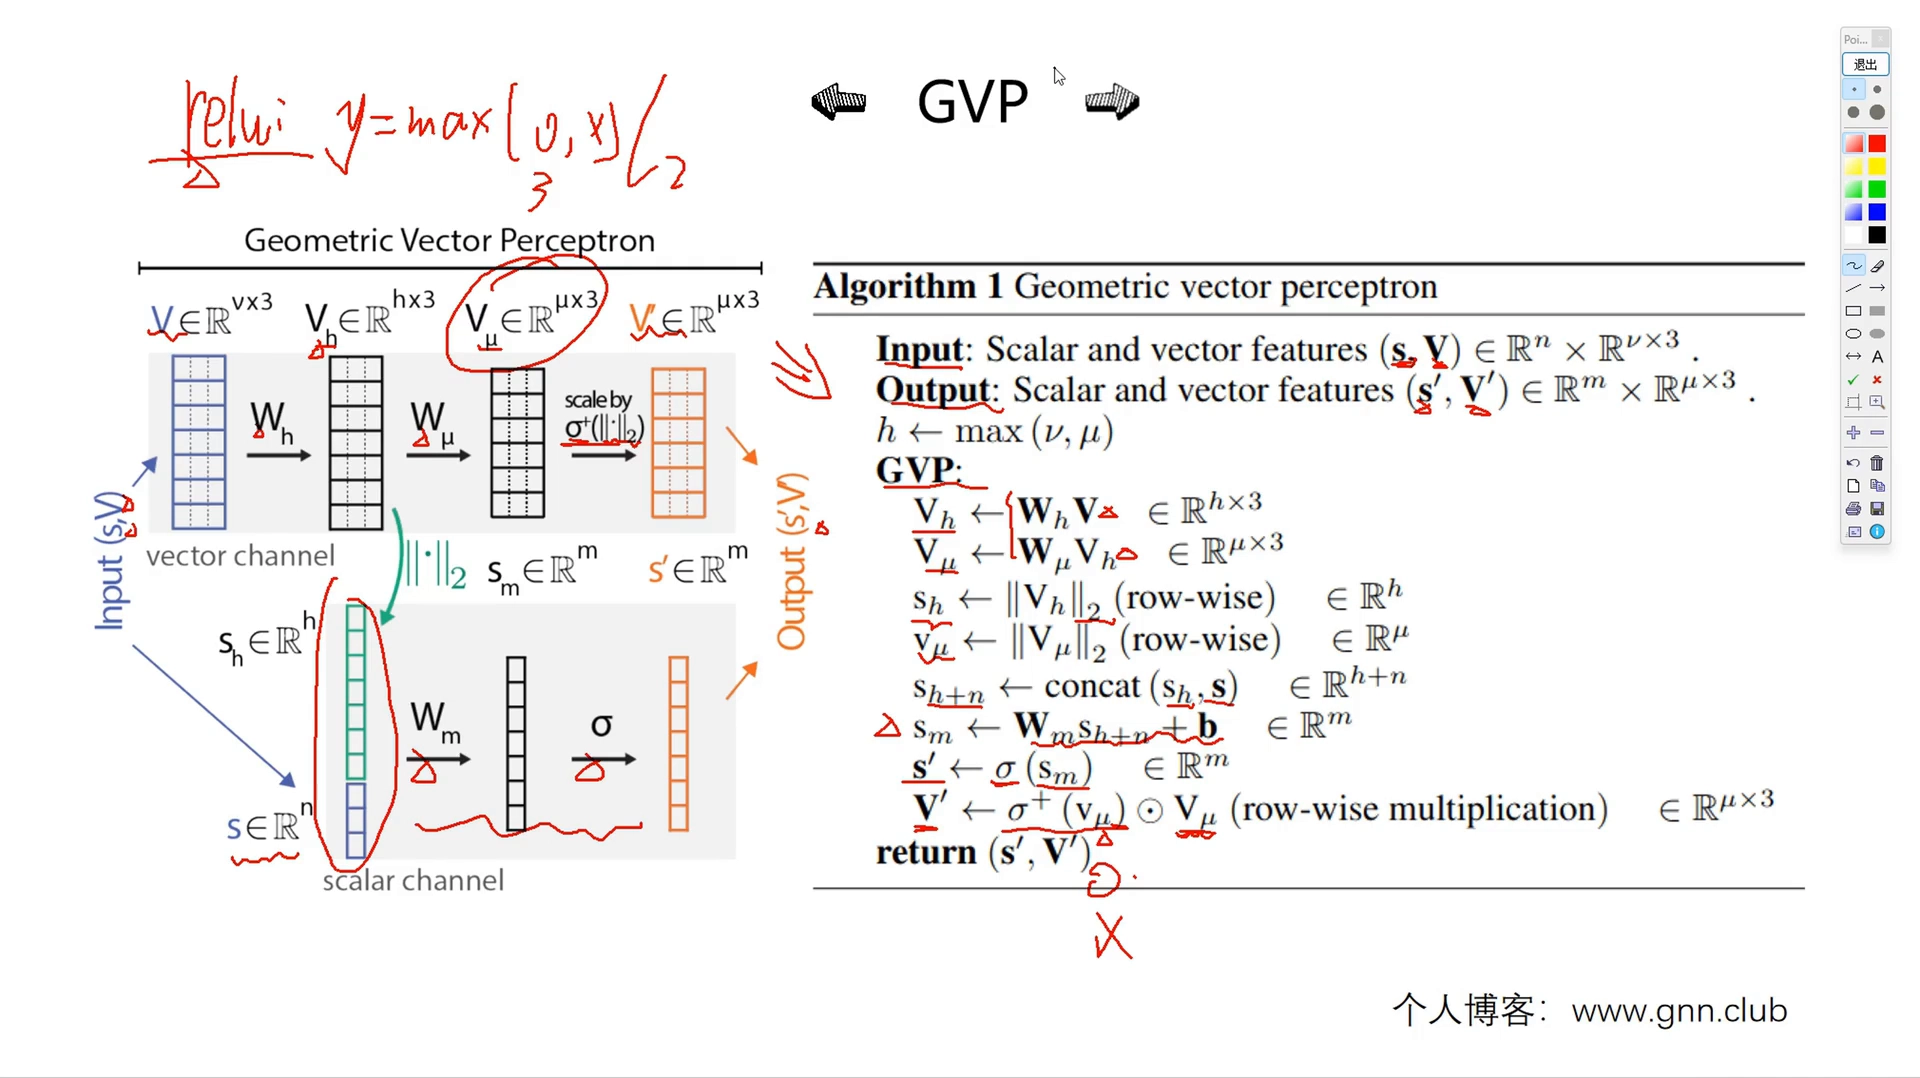 GVP
relu: y = max(0, x) 2
3
Geometric Vector Perceptron
V∈ℝ^{ν×3} V_h∈ℝ^{h×3} V_μ∈ℝ^{μ×3} V'∈ℝ^{μ×3}
W_h W_μ scale by
σ⁺(‖·‖₂)
vector channel
‖·‖₂ s_m∈ℝ^m s'∈ℝ^m
Input (s,V)
Output (s',V')
s_h∈ℝ^h
W_m σ
s∈ℝ^n
scalar channel
Algorithm 1 Geometric vector perceptron
Input: Scalar and vector features (s, V) ∈ ℝ^n × ℝ^{ν×3} .
Output: Scalar and vector features (s', V') ∈ ℝ^m × ℝ^{μ×3} .
h ← max (ν, μ)
GVP:
V_h ← W_h V ∈ ℝ^{h×3}
V_μ ← W_μ V_h ∈ ℝ^{μ×3}
s_h ← ‖V_h‖₂ (row-wise) ∈ ℝ^h
v_μ ← ‖V_μ‖₂ (row-wise) ∈ ℝ^μ
s_{h+n} ← concat (s_h, s) ∈ ℝ^{h+n}
s_m ← W_m s_{h+n} + b ∈ ℝ^m
s' ← σ (s_m) ∈ ℝ^m
V' ← σ⁺ (v_μ) ⊙ V_μ (row-wise multiplication) ∈ ℝ^{μ×3}
return (s', V')
个人博客：www.gnn.club
Poi...
退出
A